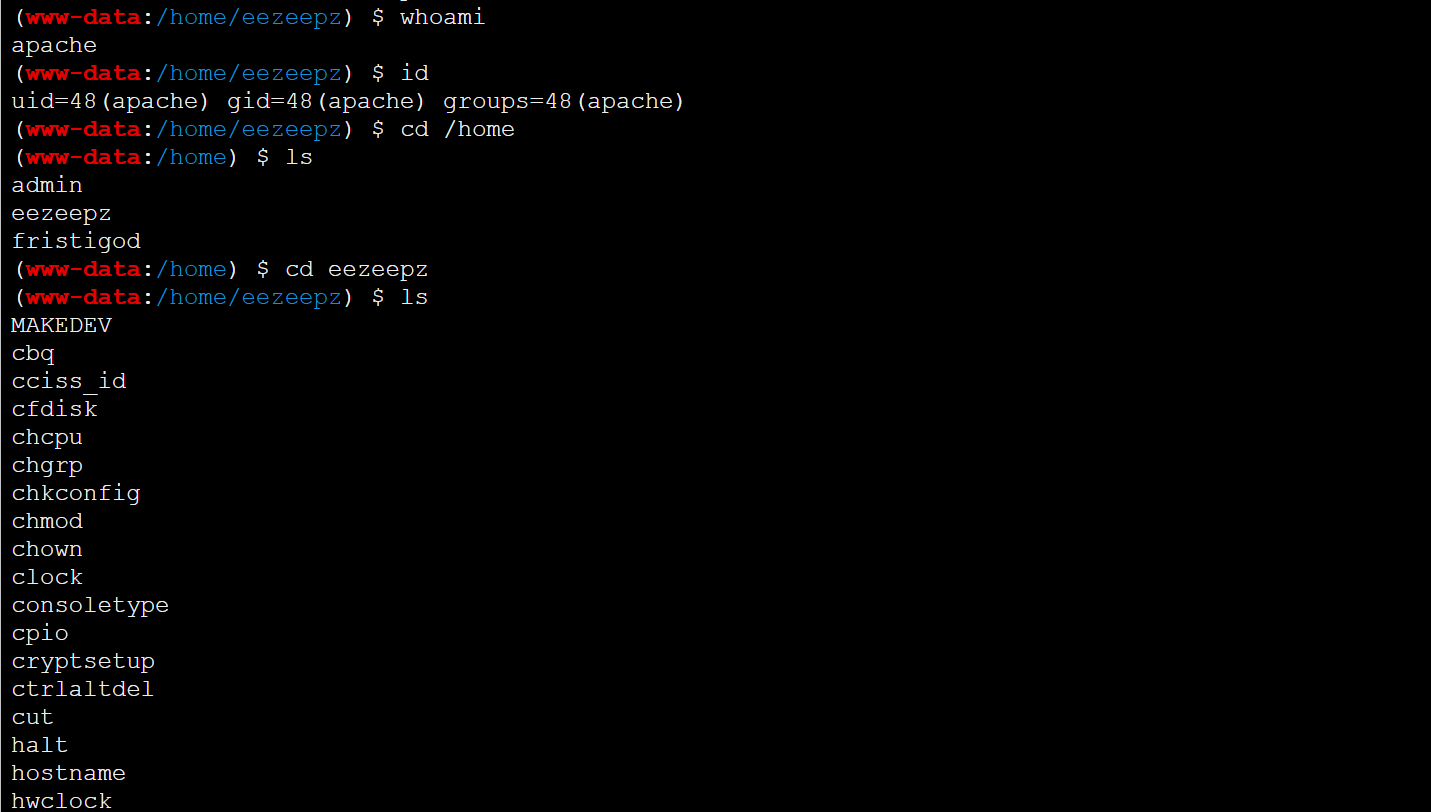 (www-data:/home/eezeepz) $ whoami
apache
(www-data:/home/eezeepz) $ id
uid=48(apache) gid=48(apache) groups=48(apache)
(www-data:/home/eezeepz) $ cd /home
(www-data:/home) $ ls
admin
eezeepz
fristigod
(www-data:/home) $ cd eezeepz
(www-data:/home/eezeepz) $ ls
MAKEDEV
cbq
cciss_id
cfdisk
chcpu
chgrp
chkconfig
chmod
chown
clock
consoletype
cpio
cryptsetup
ctrlaltdel
cut
halt
hostname
hwclock